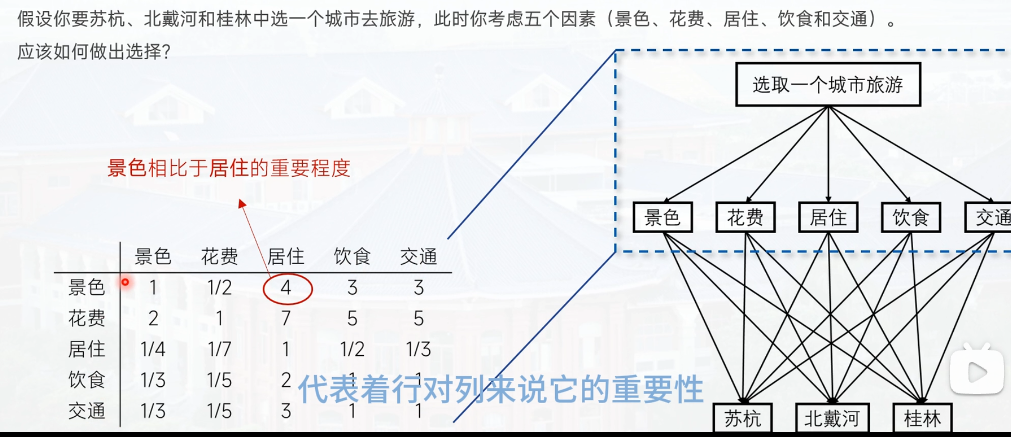 假设你要苏杭、北戴河和桂林中选一个城市去旅游，此时你考虑五个因素（景色、花费、居住、饮食和交通）。
应该如何做出选择？
选取一个城市旅游
景色相比于居住的重要程度
景色 花费 居住 饮食 交通
景色 花费 居住 饮食 交通
景色 1 1/2 4 3 3
花费 2 1 7 5 5
居住 1/4 1/7 1 1/2 1/3
饮食 1/3 1/5 2 1 1
代表着行对列来说它的重要性
交通 1/3 1/5 3 1 1
苏杭 北戴河 桂林